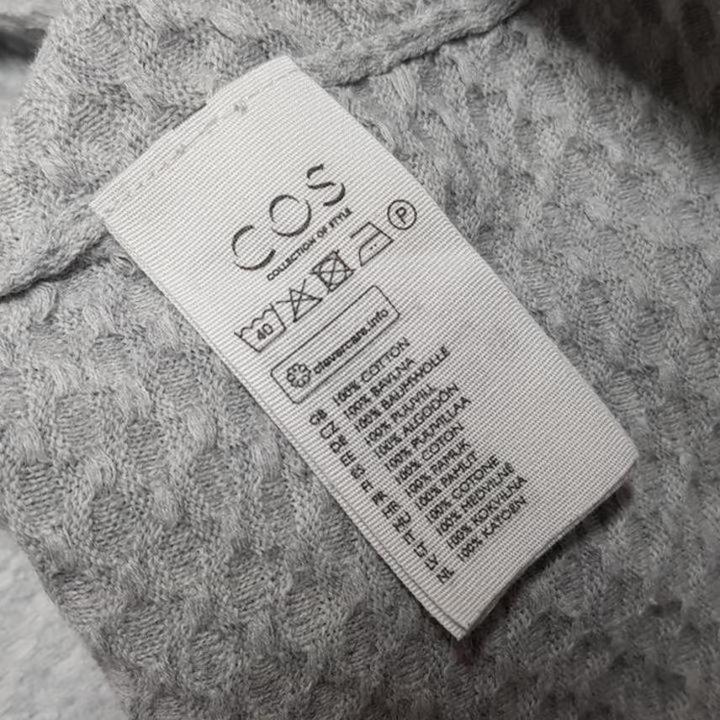 COS
COLLECTION OF STYLE
40
P
clevercare.info
GB 100% COTTON
CZ 100% BAVLNA
DE 100% BAUMWOLLE
EE 100% PUUVILL
ES 100% ALGODÓN
FI 100% PUUVILLAA
FR 100% COTON
HR 100% PAMUK
HU 100% PAMUT
IT 100% COTONE
LT 100% MEDVILNĖ
LV 100% KOKVILNA
NL 100% KATOEN